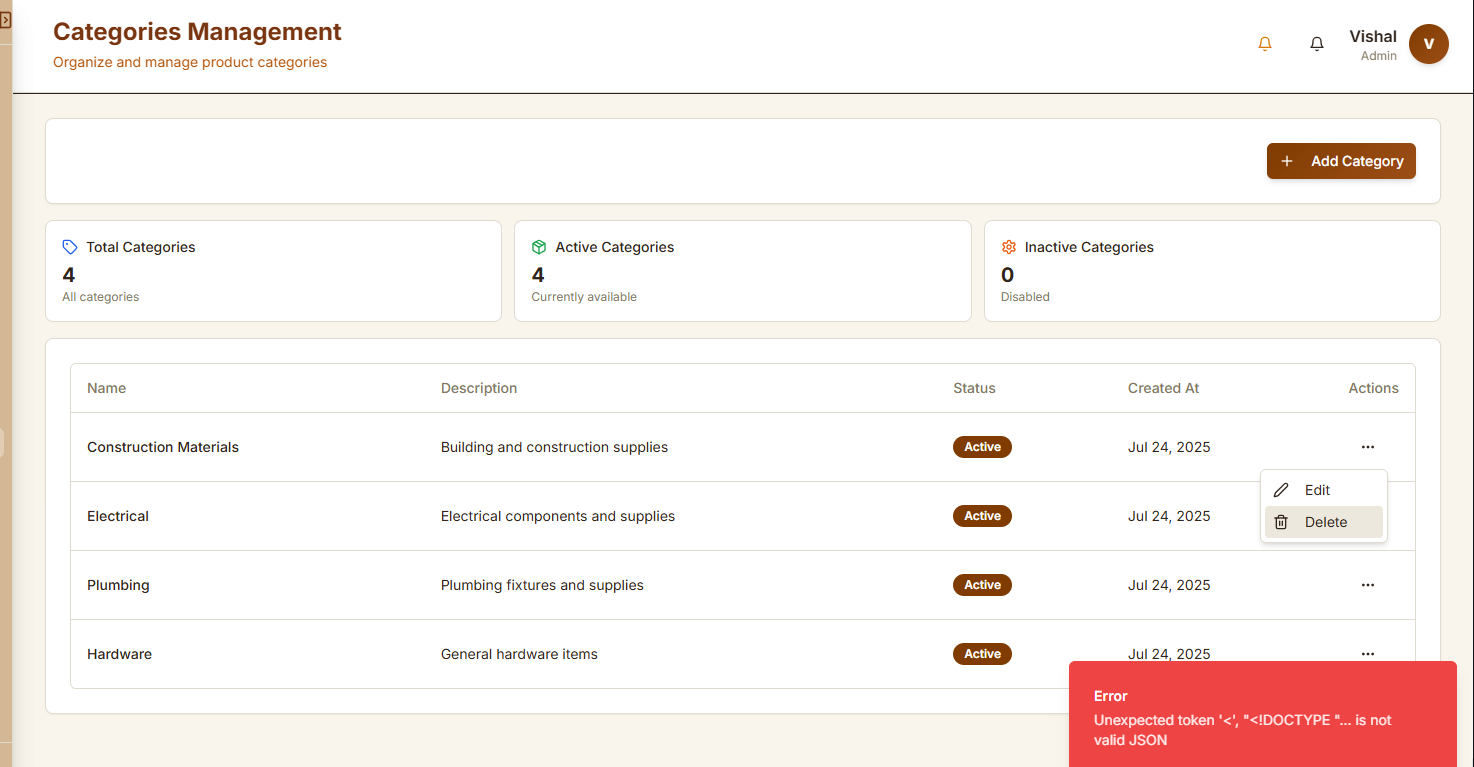 Categories Management
Organize and manage product categories
Vishal
Admin
V
Add Category
Total Categories
4
All categories
Active Categories
4
Currently available
Inactive Categories
0
Disabled
Name Description Status Created At Actions
Construction Materials Building and construction supplies Active Jul 24, 2025 ...
Edit
Delete
Electrical Electrical components and supplies Active Jul 24, 2025
Plumbing Plumbing fixtures and supplies Active Jul 24, 2025 ...
Hardware General hardware items Active Jul 24, 2025 ...
Error
Unexpected token '<', "<!DOCTYPE "... is not
valid JSON